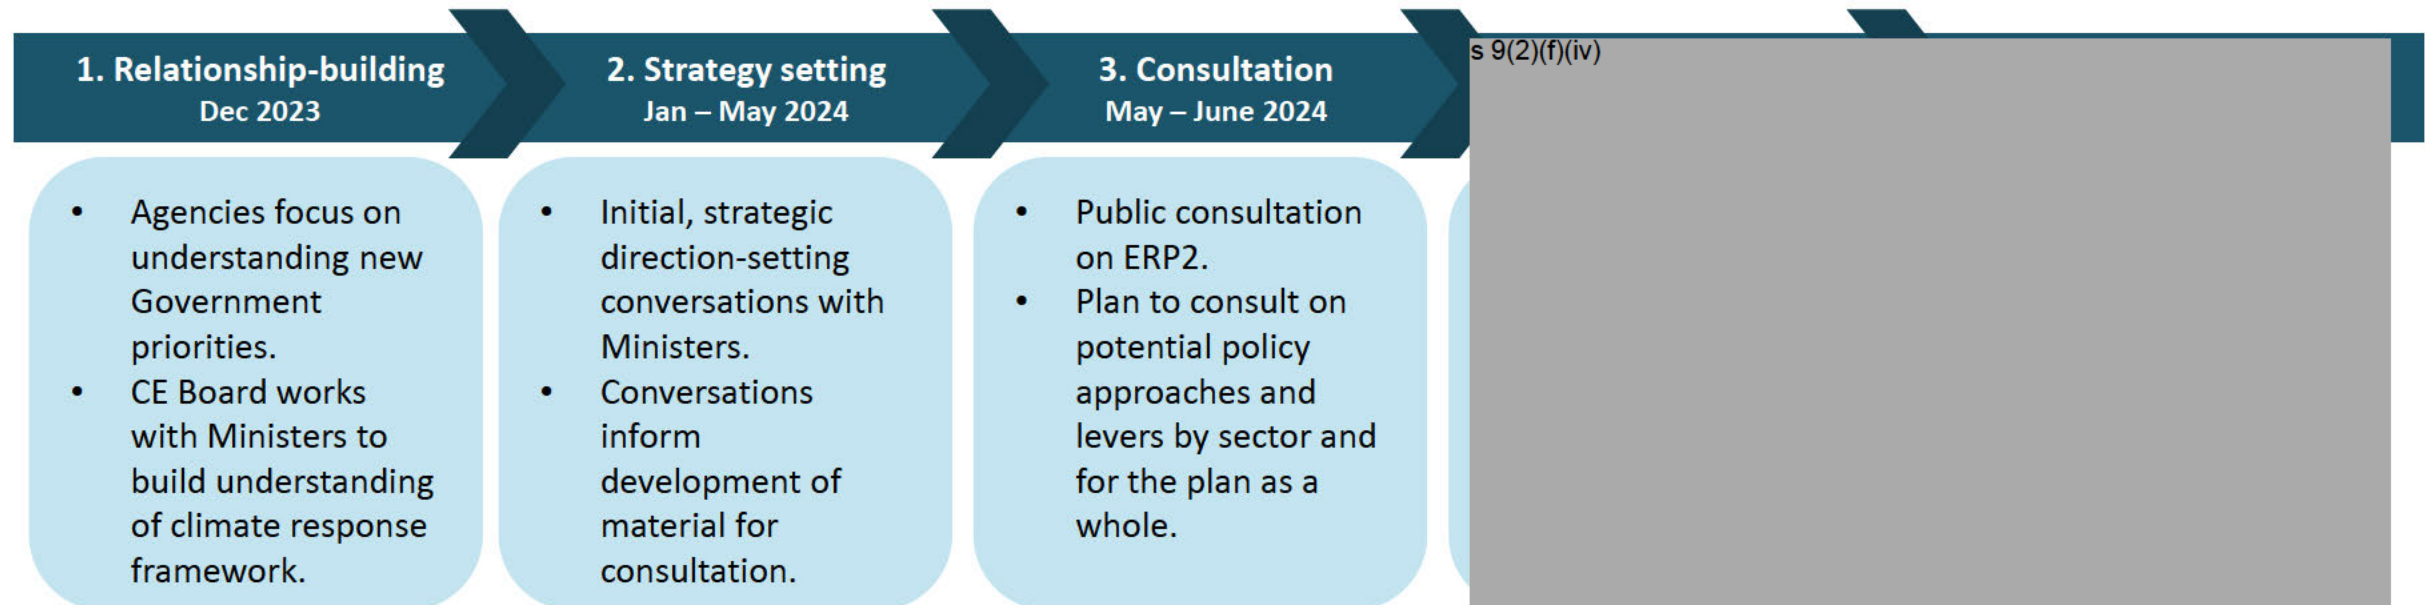 1. Relationship-building
Dec 2023
2. Strategy setting
Jan – May 2024
3. Consultation
May – June 2024
s 9(2)(f)(iv)
• Agencies focus on
understanding new
Government
priorities.
• CE Board works
with Ministers to
build understanding
of climate response
framework.
• Initial, strategic
direction-setting
conversations with
Ministers.
• Conversations
inform
development of
material for
consultation.
• Public consultation
on ERP2.
• Plan to consult on
potential policy
approaches and
levers by sector and
for the plan as a
whole.